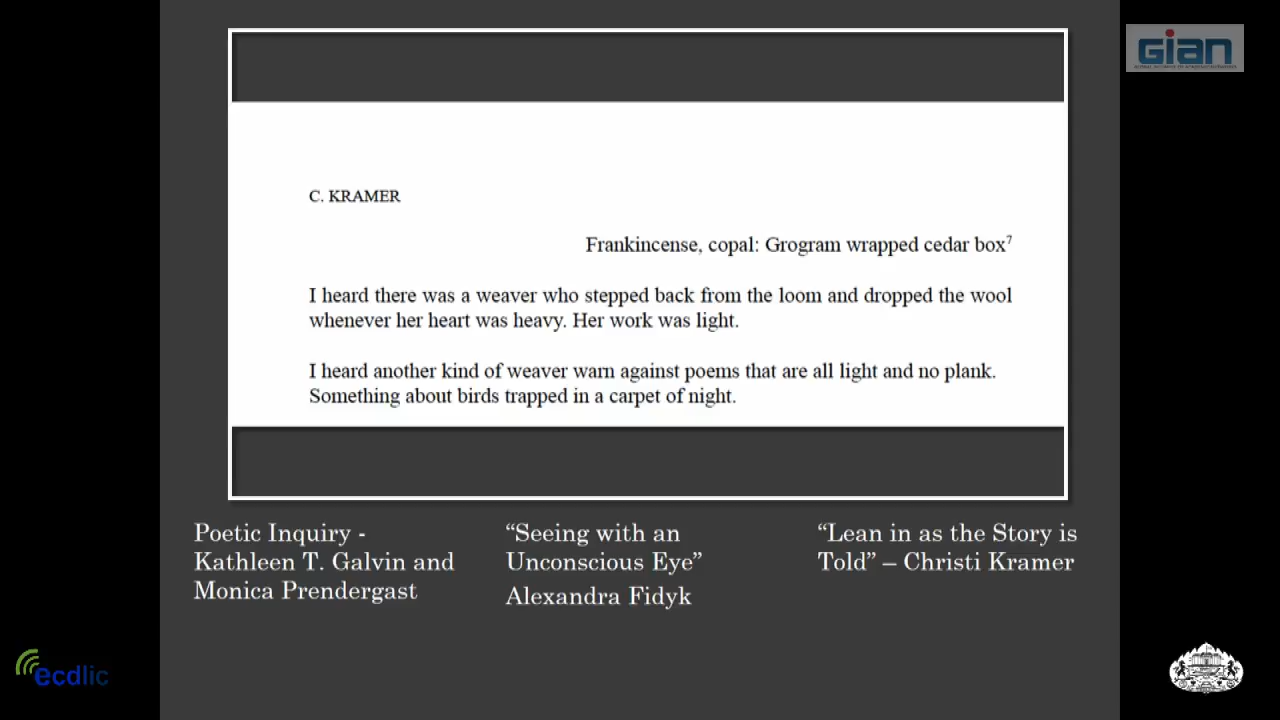 GIAN
C. KRAMER
Frankincense, copal: Grogram wrapped cedar box⁷
I heard there was a weaver who stepped back from the loom and dropped the wool
whenever her heart was heavy. Her work was light.
I heard another kind of weaver warn against poems that are all light and no plank.
Something about birds trapped in a carpet of night.
Poetic Inquiry -
Kathleen T. Galvin and
Monica Prendergast
“Seeing with an
Unconscious Eye”
Alexandra Fidyk
“Lean in as the Story is
Told” – Christi Kramer
ecdlic